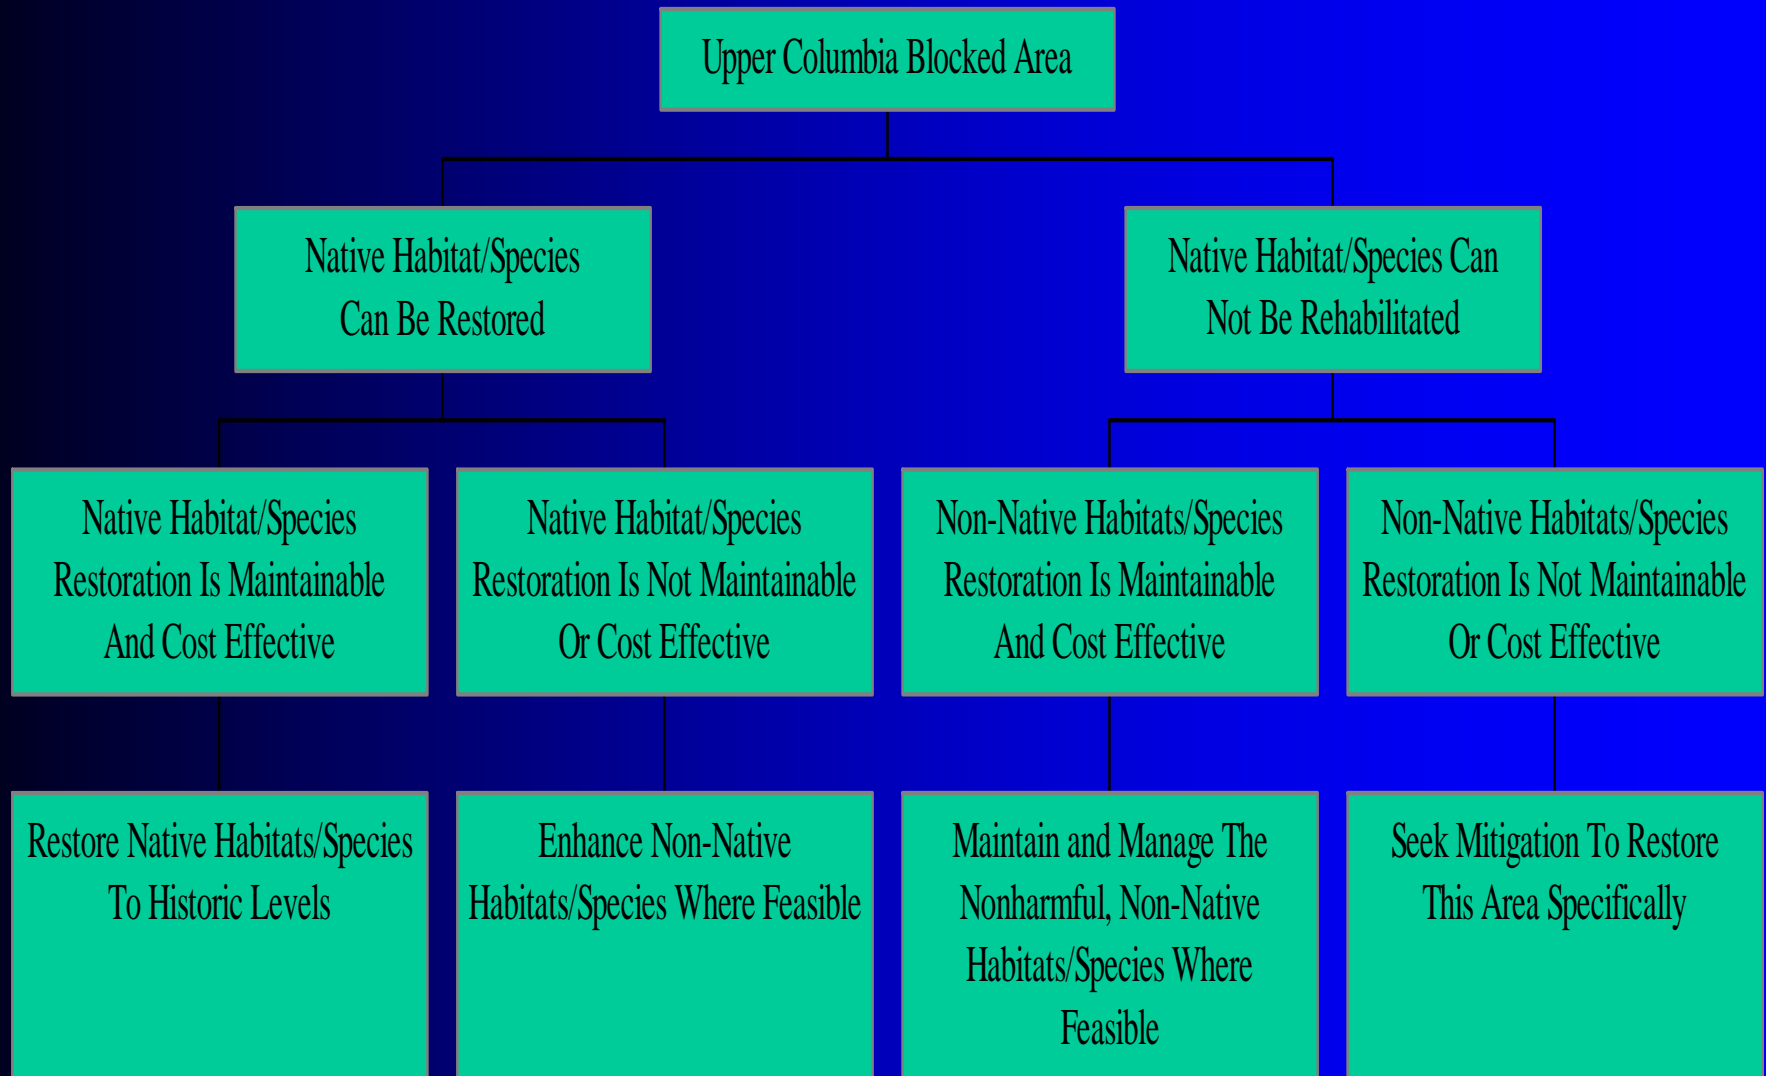 Upper Columbia Blocked Area
Native Habitat/Species
Can Be Restored
Native Habitat/Species Can
Not Be Rehabilitated
Native Habitat/Species
Restoration Is Maintainable
And Cost Effective
Native Habitat/Species
Restoration Is Not Maintainable
Or Cost Effective
Non-Native Habitats/Species
Restoration Is Maintainable
And Cost Effective
Non-Native Habitats/Species
Restoration Is Not Maintainable
Or Cost Effective
Restore Native Habitats/Species
To Historic Levels
Enhance Non-Native
Habitats/Species Where Feasible
Maintain and Manage The
Nonharmful, Non-Native
Habitats/Species Where
Feasible
Seek Mitigation To Restore
This Area Specifically